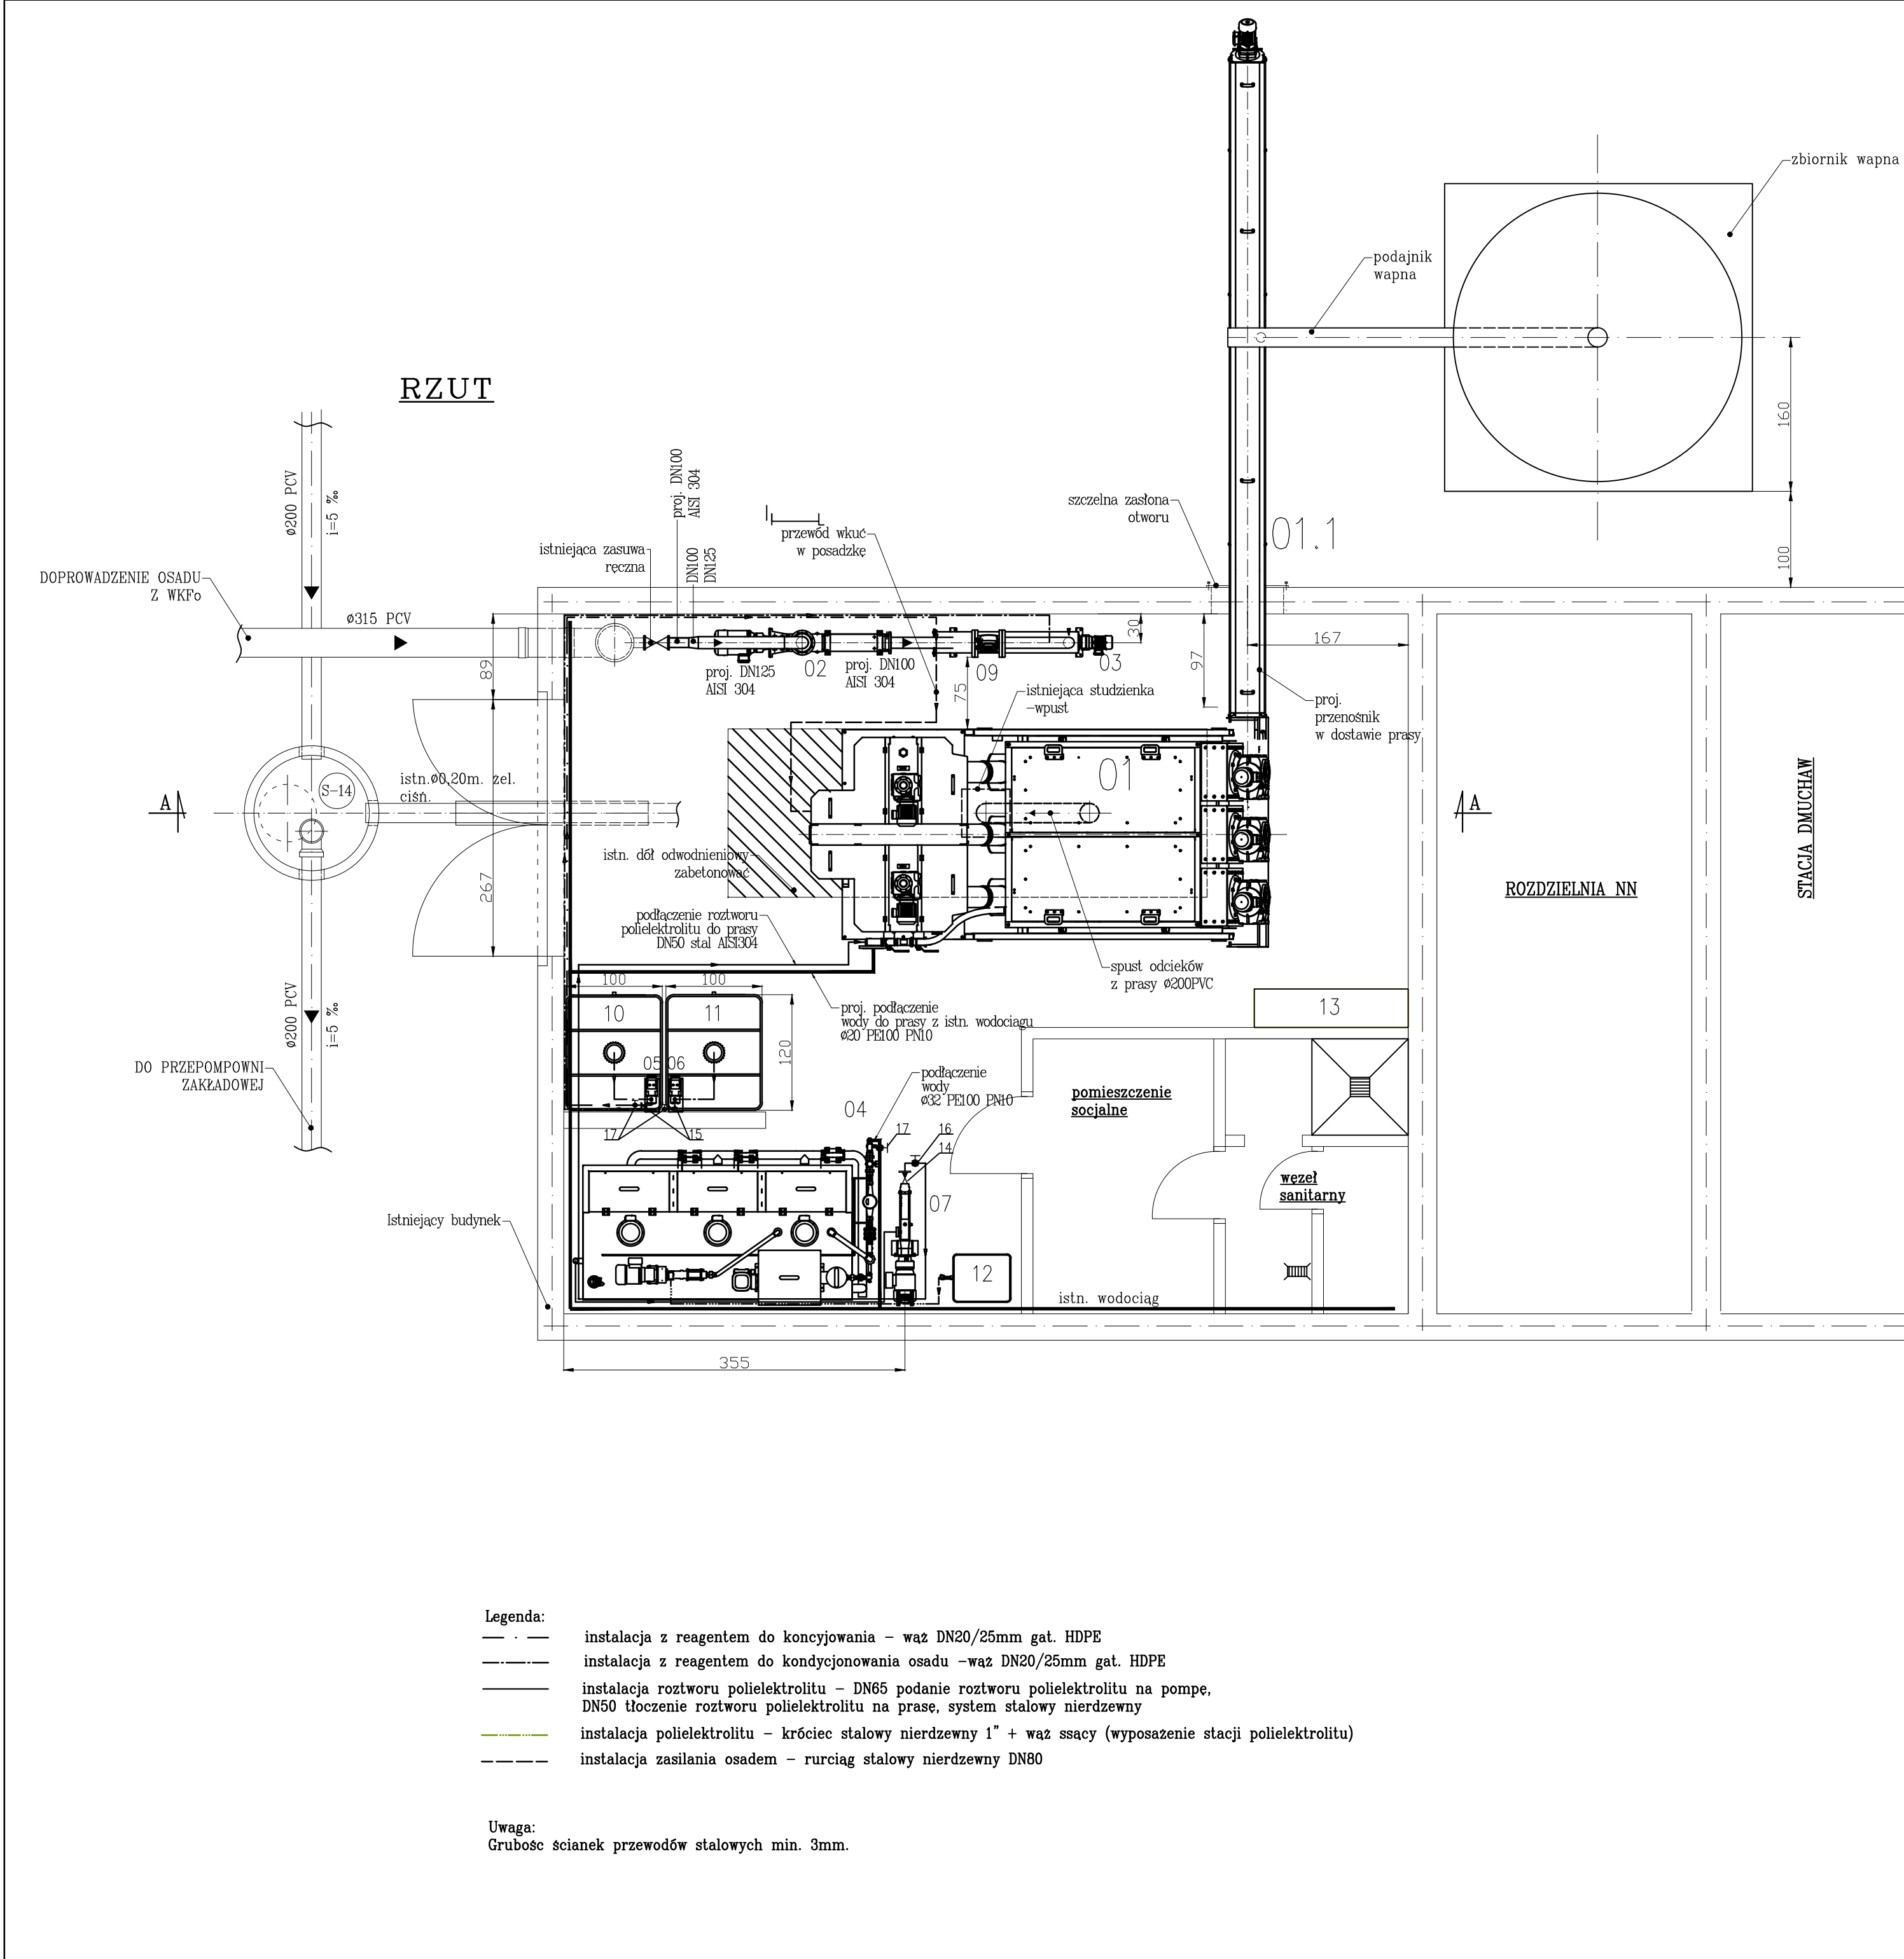 zbiornik wapna
podajnik
wapna
RZUT
160
100
ø200 PCV
i=5 ‰
proj. DN100
AISI 304
DN100
DN125
szczelna zasłona
otworu
01.1
przewód wkuć
w posadzkę
istniejąca zasuwa
ręczna
DOPROWADZENIE OSADU
Z WKFo
ø315 PCV
30
167
97
89
proj. DN125
AISI 304
02
proj. DN100
AISI 304
09
03
75
istniejąca studzienka
-wpust
proj.
przenośnik
w dostawie prasy
01
istn.ø0,20m. żel.
ciśn.
S-14
A
A
STACJA DMUCHAW
istn. dół odwodnieniowy
zabetonować
267
ROZDZIELNIA NN
podłączenie roztworu
polielektrolitu do prasy
DN50 stal AISI304
spust odcieków
z prasy ø200PVC
100
100
10
11
13
ø200 PCV
i=5 ‰
proj. podłączenie
wody do prasy z istn. wodociagu
ø20 PE100 PN10
120
05
06
DO PRZEPOMPOWNI
ZAKŁADOWEJ
podłączenie
wody
ø32 PE100 PN10
pomieszczenie
socjalne
04
17
15
17
16
14
węzeł
sanitarny
07
Istniejący budynek
12
istn. wodociąg
355
Legenda:
instalacja z reagentem do koncyjowania - wąż DN20/25mm gat. HDPE
instalacja z reagentem do kondycjonowania osadu -wąż DN20/25mm gat. HDPE
instalacja roztworu polielektrolitu - DN65 podanie roztworu polielektrolitu na pompę,
DN50 tłoczenie roztworu polielektrolitu na prasę, system stalowy nierdzewny
instalacja polielektrolitu - króciec stalowy nierdzewny 1" + wąż ssący (wyposażenie stacji polielektrolitu)
instalacja zasilania osadem - rurciąg stalowy nierdzewny DN80
Uwaga:
Grubośc ścianek przewodów stalowych min. 3mm.